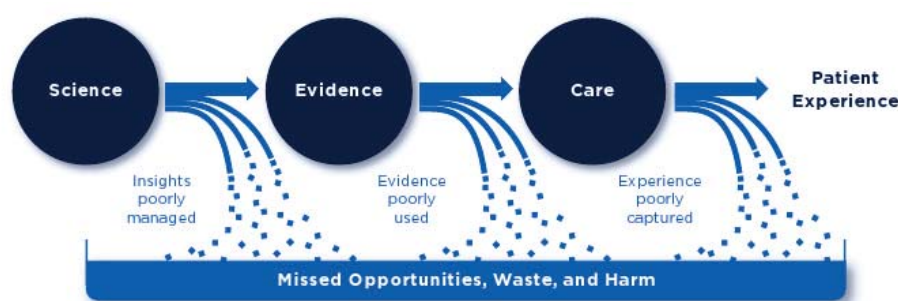 Science
Evidence
Care
Patient
Experience
Insights
poorly
managed
Evidence
poorly
used
Experience
poorly
captured
Missed Opportunities, Waste, and Harm